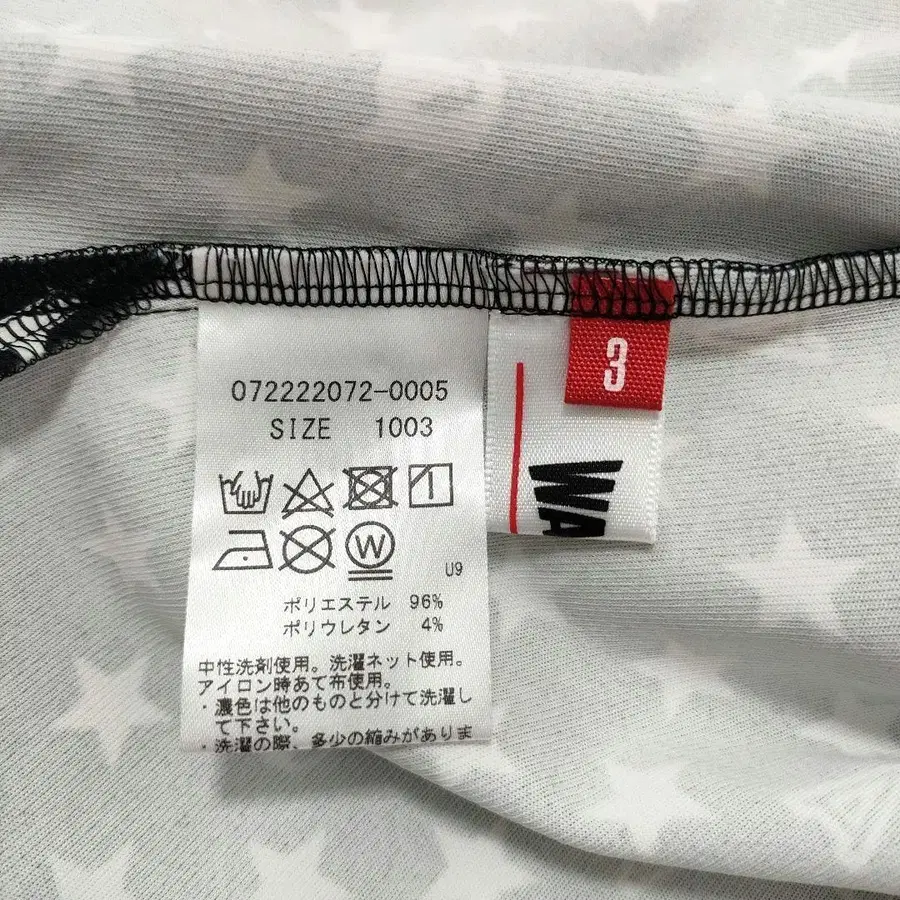 072222072-0005
SIZE 1003
W
U9
ポリエステル 96%
ポリウレタン 4%
中性洗剤使用。洗濯ネット使用。
アイロン時あて布使用。
・濃色は他のものと分けて洗濯し
て下さい。
・洗濯の際、多少の縮みがありま
3
WA